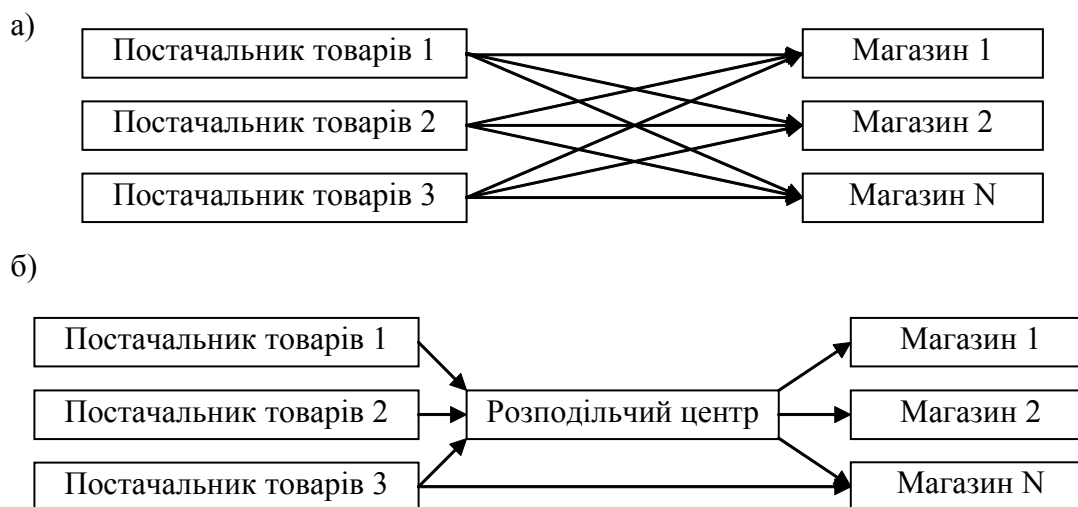 а)
Постачальник товарів 1
Магазин 1
Постачальник товарів 2
Магазин 2
Постачальник товарів 3
Магазин N
б)
Постачальник товарів 1
Магазин 1
Постачальник товарів 2
Розподільчий центр
Магазин 2
Постачальник товарів 3
Магазин N